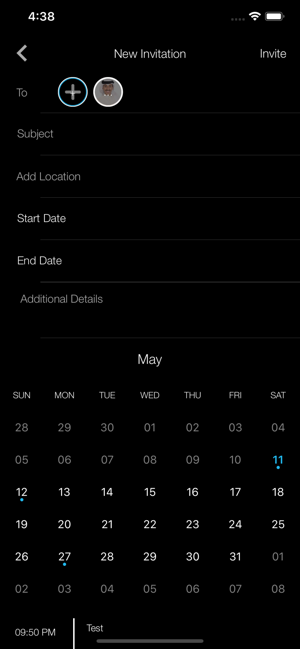 4:38
New Invitation Invite
To
Subject
Add Location
Start Date
End Date
Additional Details
May
SUN MON TUE WED THU FRI SAT
28 29 30 01 02 03 04
05 06 07 08 09 10 11
12 13 14 15 16 17 18
19 20 21 22 23 24 25
26 27 28 29 30 31 01
02 03 04 05 06 07 08
09:50 PM Test